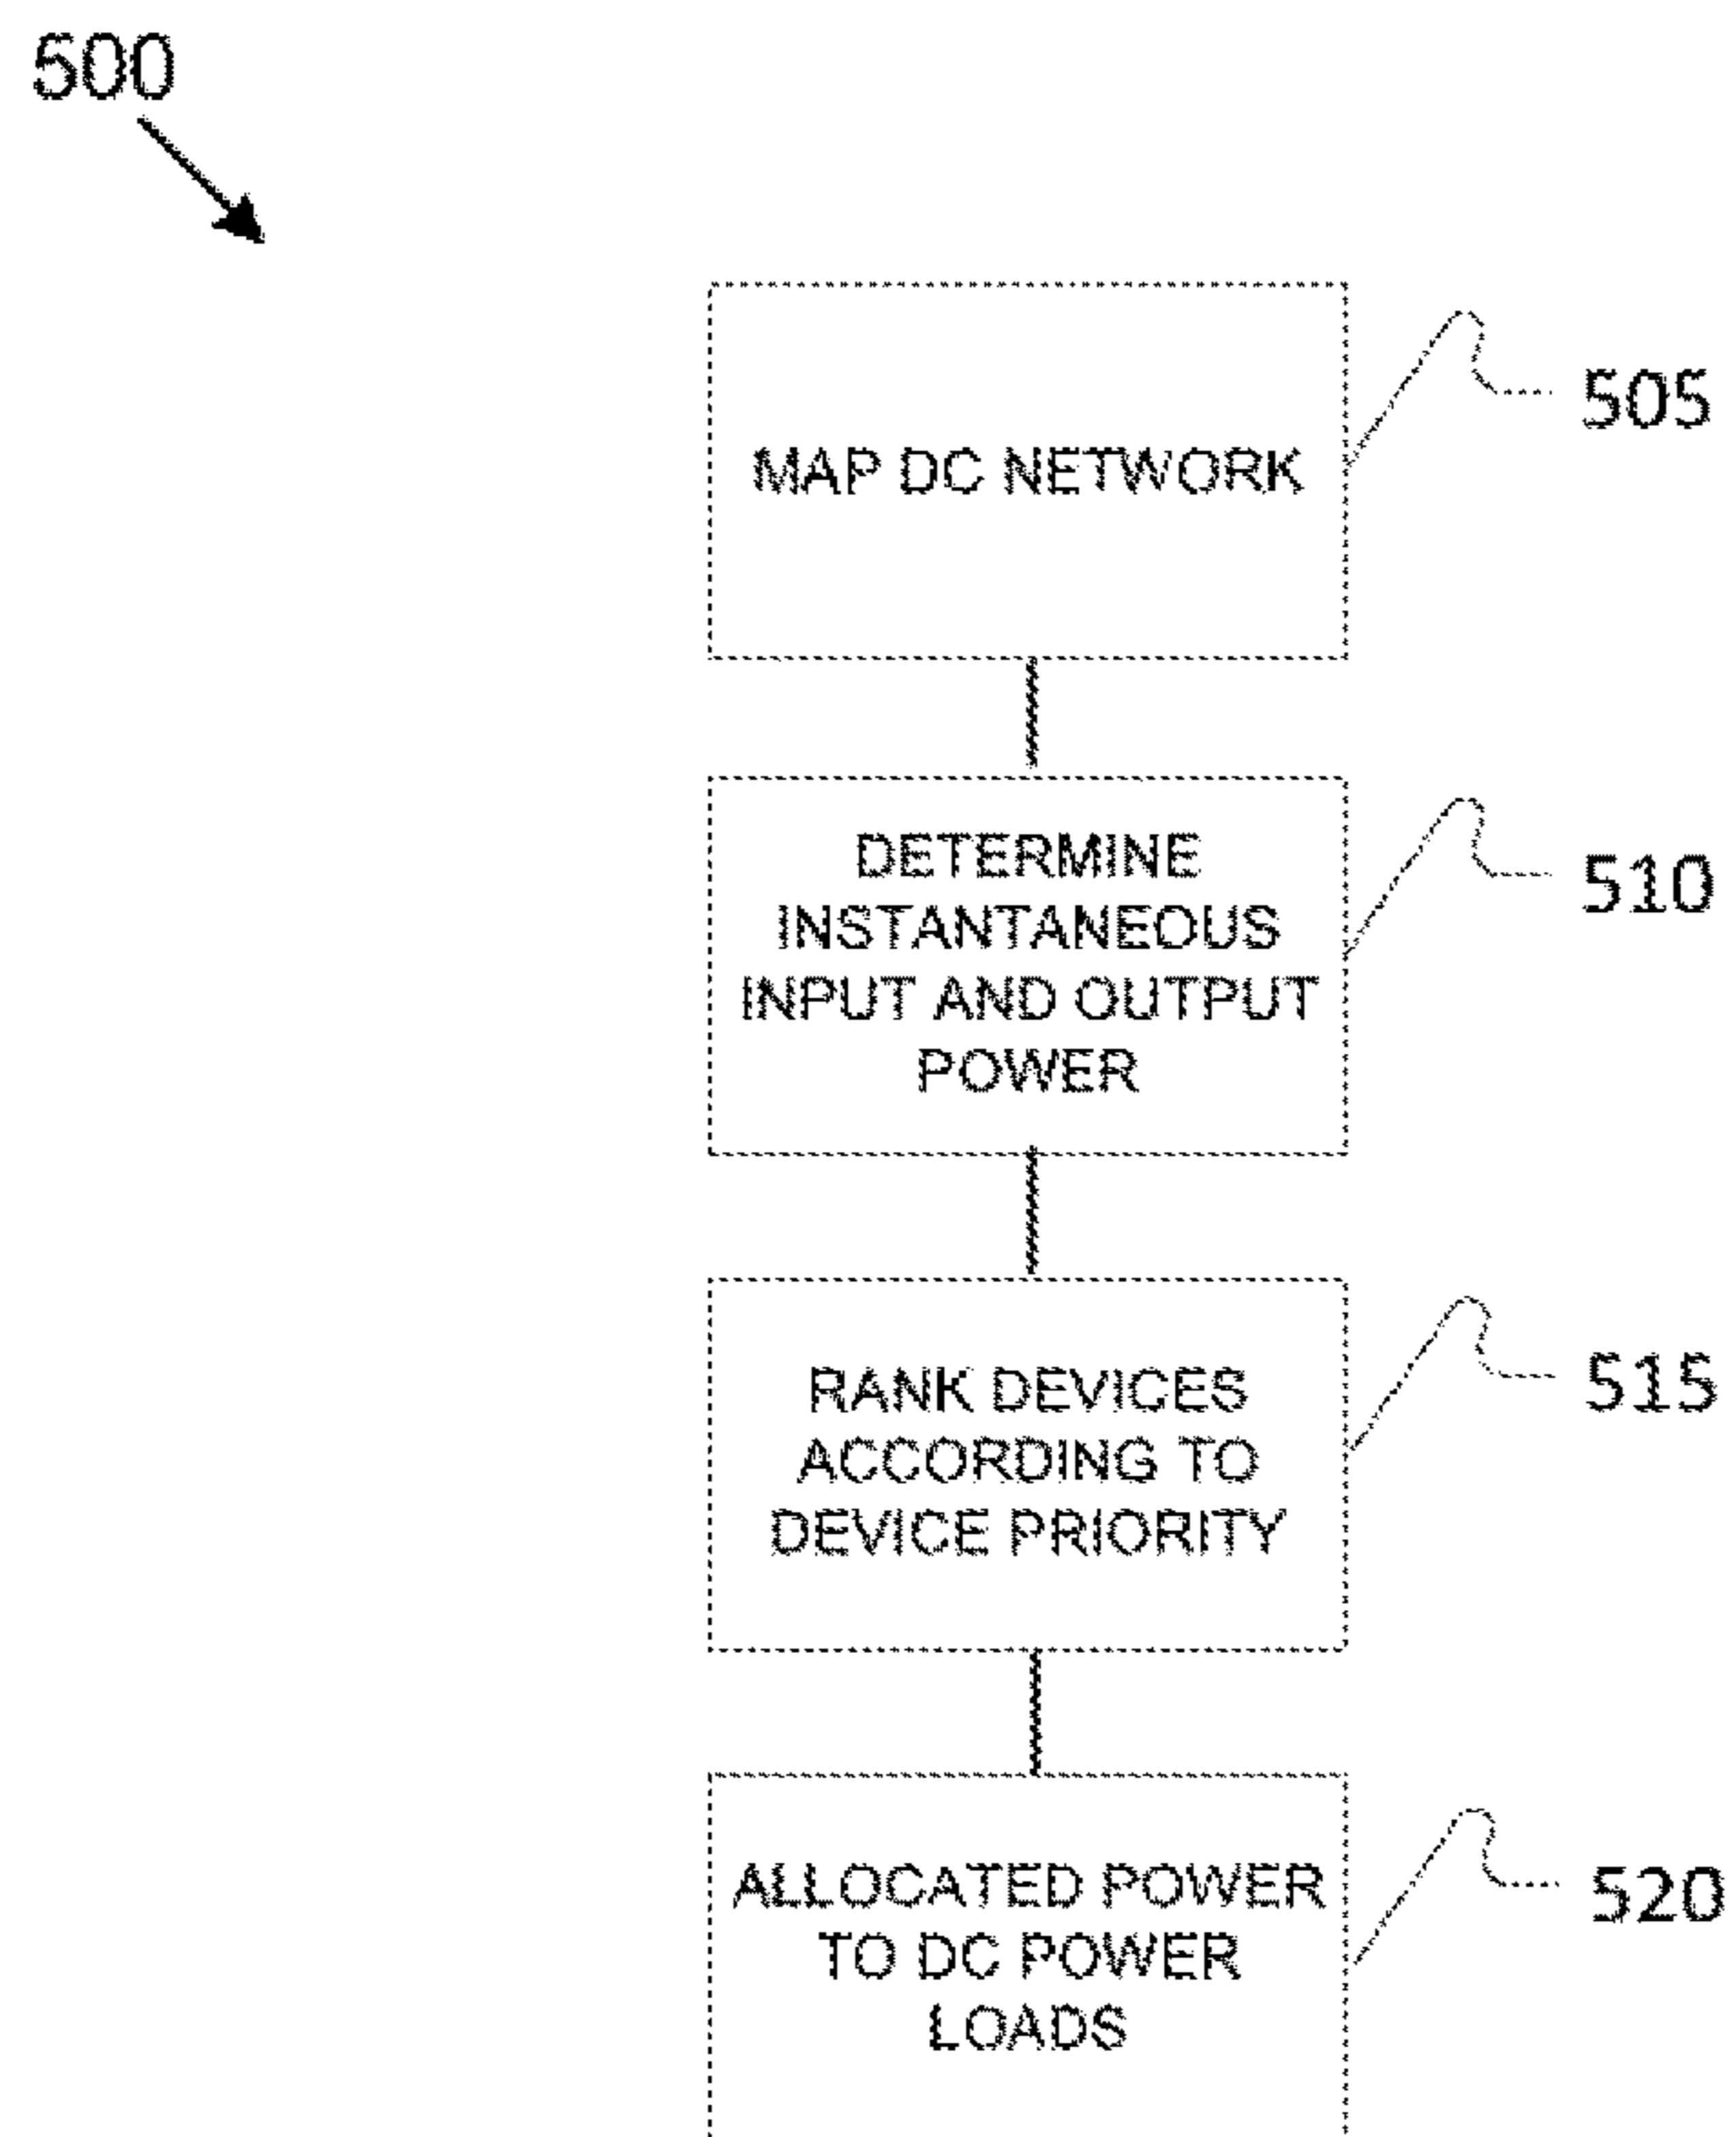 500
MAP DC NETWORK
505
DETERMINE
INSTANTANEOUS
INPUT AND OUTPUT
POWER
510
RANK DEVICES
ACCORDING TO
DEVICE PRIORITY
515
ALLOCATED POWER
TO DC POWER
LOADS
520